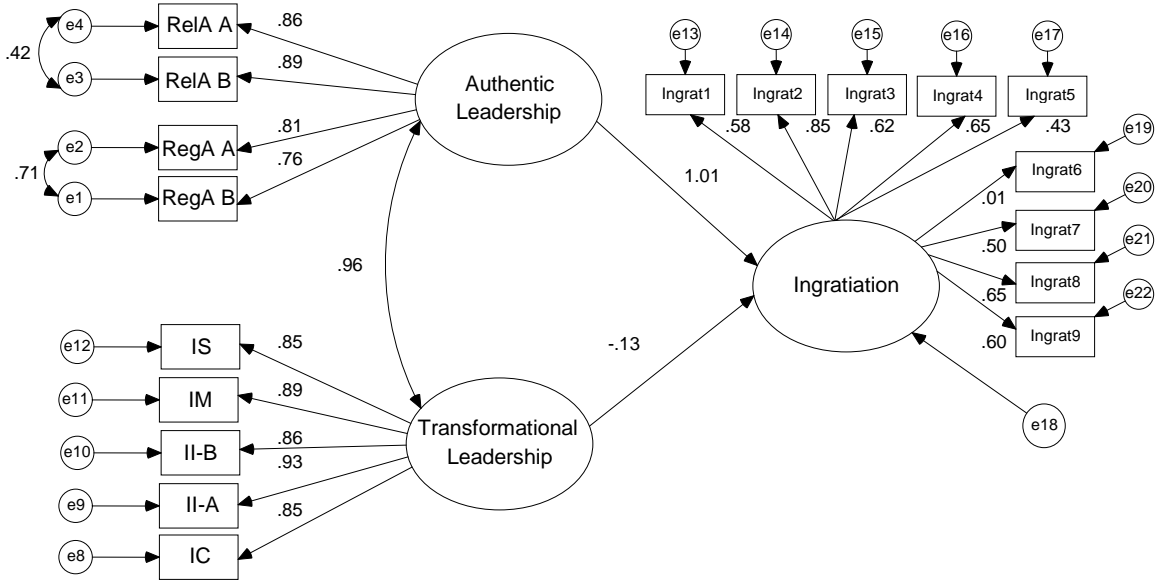 e4
RelA A
.86
.42
e3
RelA B
.89
e2
RegA A
.81
.71
e1
RegA B
.76
Authentic
Leadership
e13
e14
e15
e16
e17
Ingrat1
Ingrat2
Ingrat3
Ingrat4
Ingrat5
.58
.85
.62
.65
.43
e19
Ingrat6
.01
e20
Ingrat7
.50
e21
Ingrat8
.65
e22
Ingrat9
.60
1.01
.96
Ingratiation
-.13
e18
e12
IS
.85
e11
IM
.89
e10
II-B
.86
e9
II-A
.93
e8
IC
.85
Transformational
Leadership